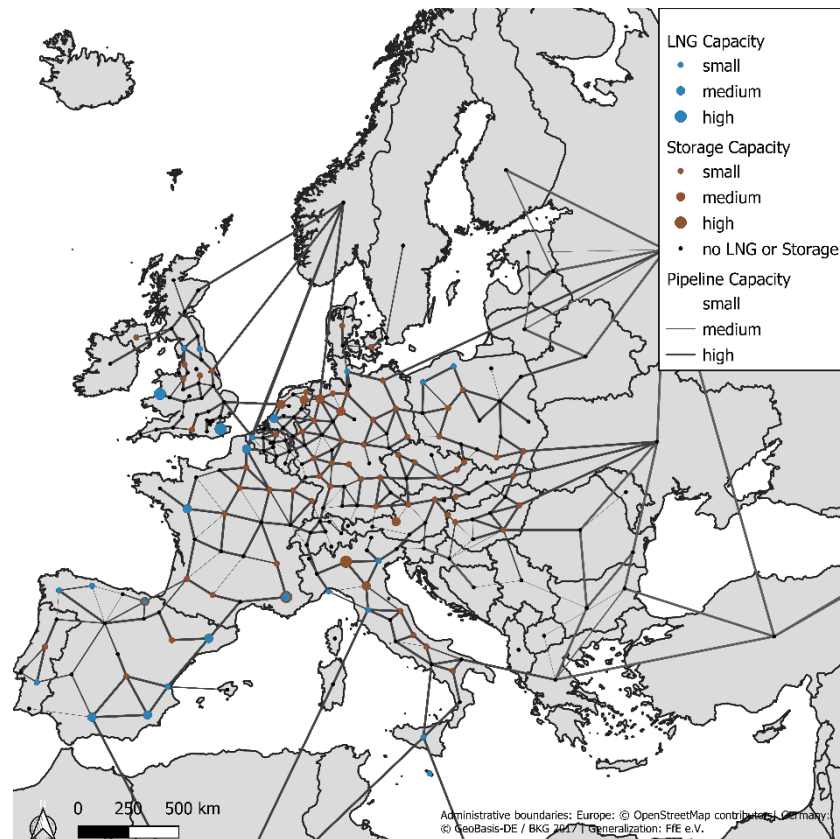 LNG Capacity
small
medium
high
Storage Capacity
small
medium
high
no LNG or Storage
Pipeline Capacity
small
medium
high
N
0 250 500 km
Administrative boundaries: Europe: © OpenStreetMap contributors| Germany:
© GeoBasis-DE / BKG 2017 | Generalization: FfE e.V.